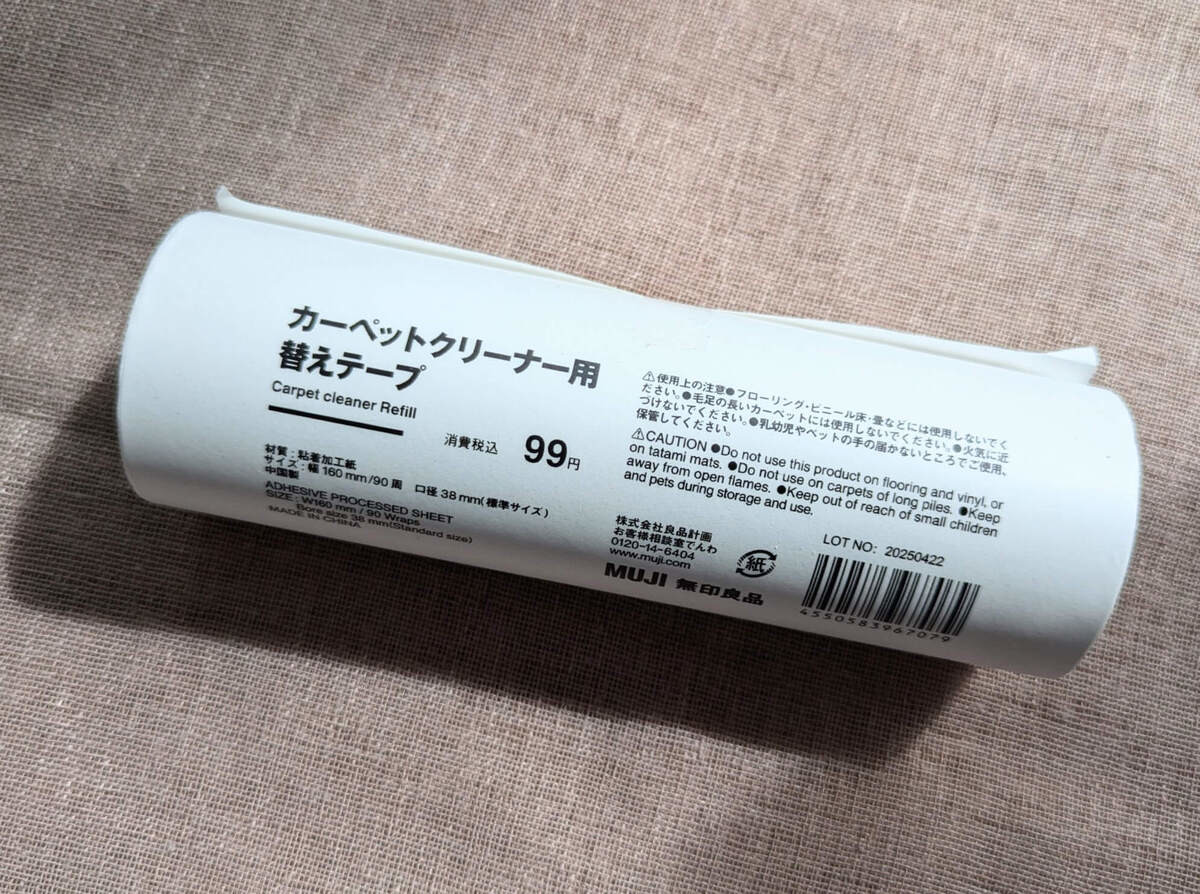 カーペットクリーナー用
替えテープ
Carpet cleaner Refill
消費税込 99円
材質：粘着加工紙
サイズ：幅160mm/90周 口径38mm(標準サイズ)
中国製
ADHESIVE PROCESSED SHEET
SIZE : W160 mm / 90 Wraps
Bore size 38 mm(Standard size)
MADE IN CHINA
⚠使用上の注意●フローリング・ビニール床・畳などには使用しないでく
ださい。●毛足の長いカーペットには使用しないでください。●火気に近
づけないでください。●乳幼児やペットの手の届かないところでご使用、
保管してください。
⚠CAUTION ●Do not use this product on flooring and vinyl, or
on tatami mats. ●Do not use on carpets of long piles. ●Keep
away from open flames. ●Keep out of reach of small children
and pets during storage and use.
株式会社良品計画
お客様相談室でんわ
0120-14-6404
www.muji.com
紙
MUJI 無印良品
LOT NO: 20250422
4550583967079